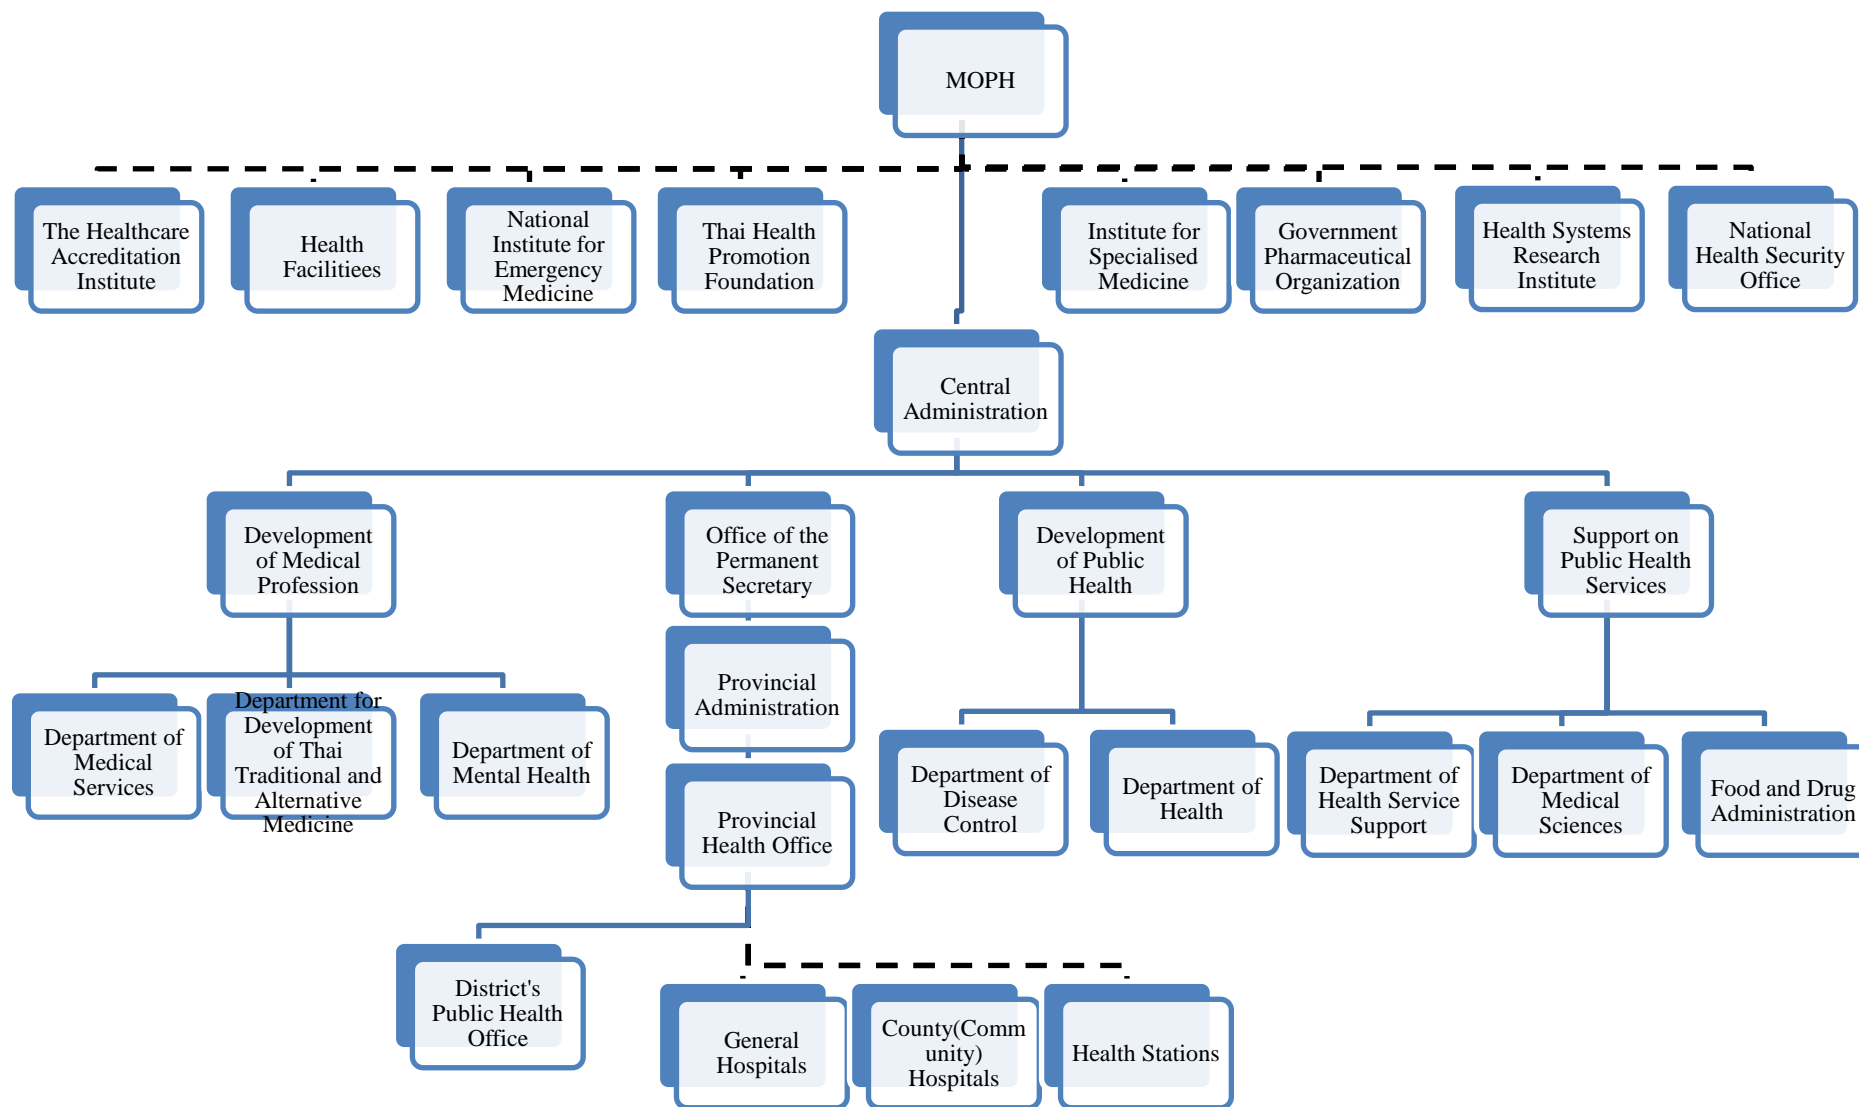 MOPH
The Healthcare
Accreditation
Institute
Health
Facilitiees
National
Institute for
Emergency
Medicine
Thai Health
Promotion
Foundation
Institute for
Specialised
Medicine
Government
Pharmaceutical
Organization
Health Systems
Research
Institute
National
Health Security
Office
Central
Administration
Development
of Medical
Profession
Office of the
Permanent
Secretary
Development
of Public
Health
Support on
Public Health
Services
Provincial
Administration
Department of
Medical
Services
Department for
Development
of Thai
Traditional and
Alternative
Medicine
Department of
Mental Health
Provincial
Health Office
Department of
Disease
Control
Department of
Health
Department of
Health Service
Support
Department of
Medical
Sciences
Food and Drug
Administration
District's
Public Health
Office
General
Hospitals
County(Comm
unity)
Hospitals
Health Stations